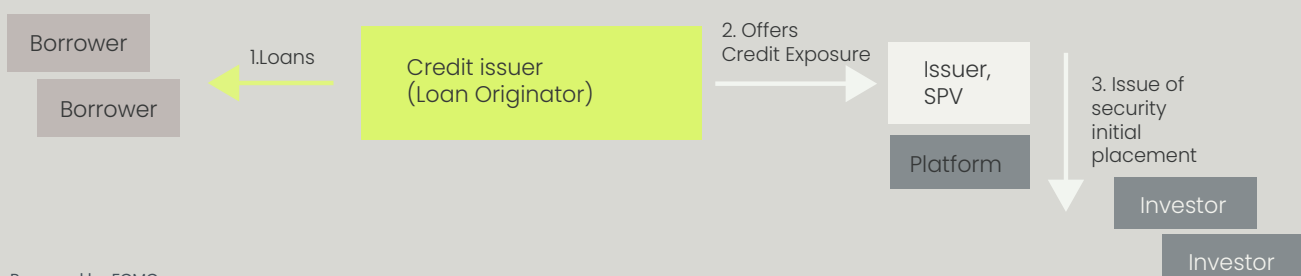 Borrower
Borrower
1.Loans
Credit issuer
(Loan Originator)
2. Offers
Credit Exposure
Issuer,
SPV
Platform
3. Issue of
security
initial
placement
Investor
Investor